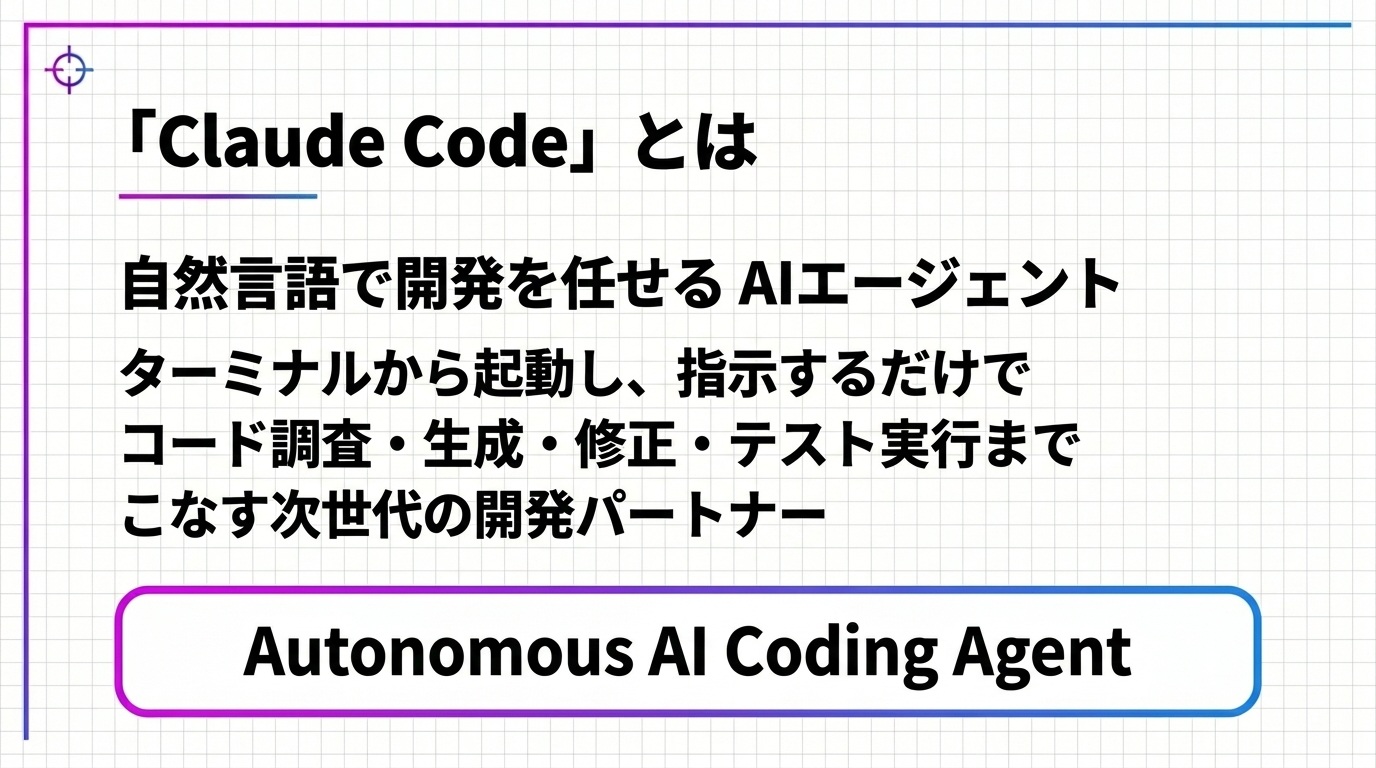 「Claude Code」とは
自然言語で開発を任せる AIエージェント
ターミナルから起動し、指示するだけで
コード調査・生成・修正・テスト実行まで
こなす次世代の開発パートナー
Autonomous AI Coding Agent